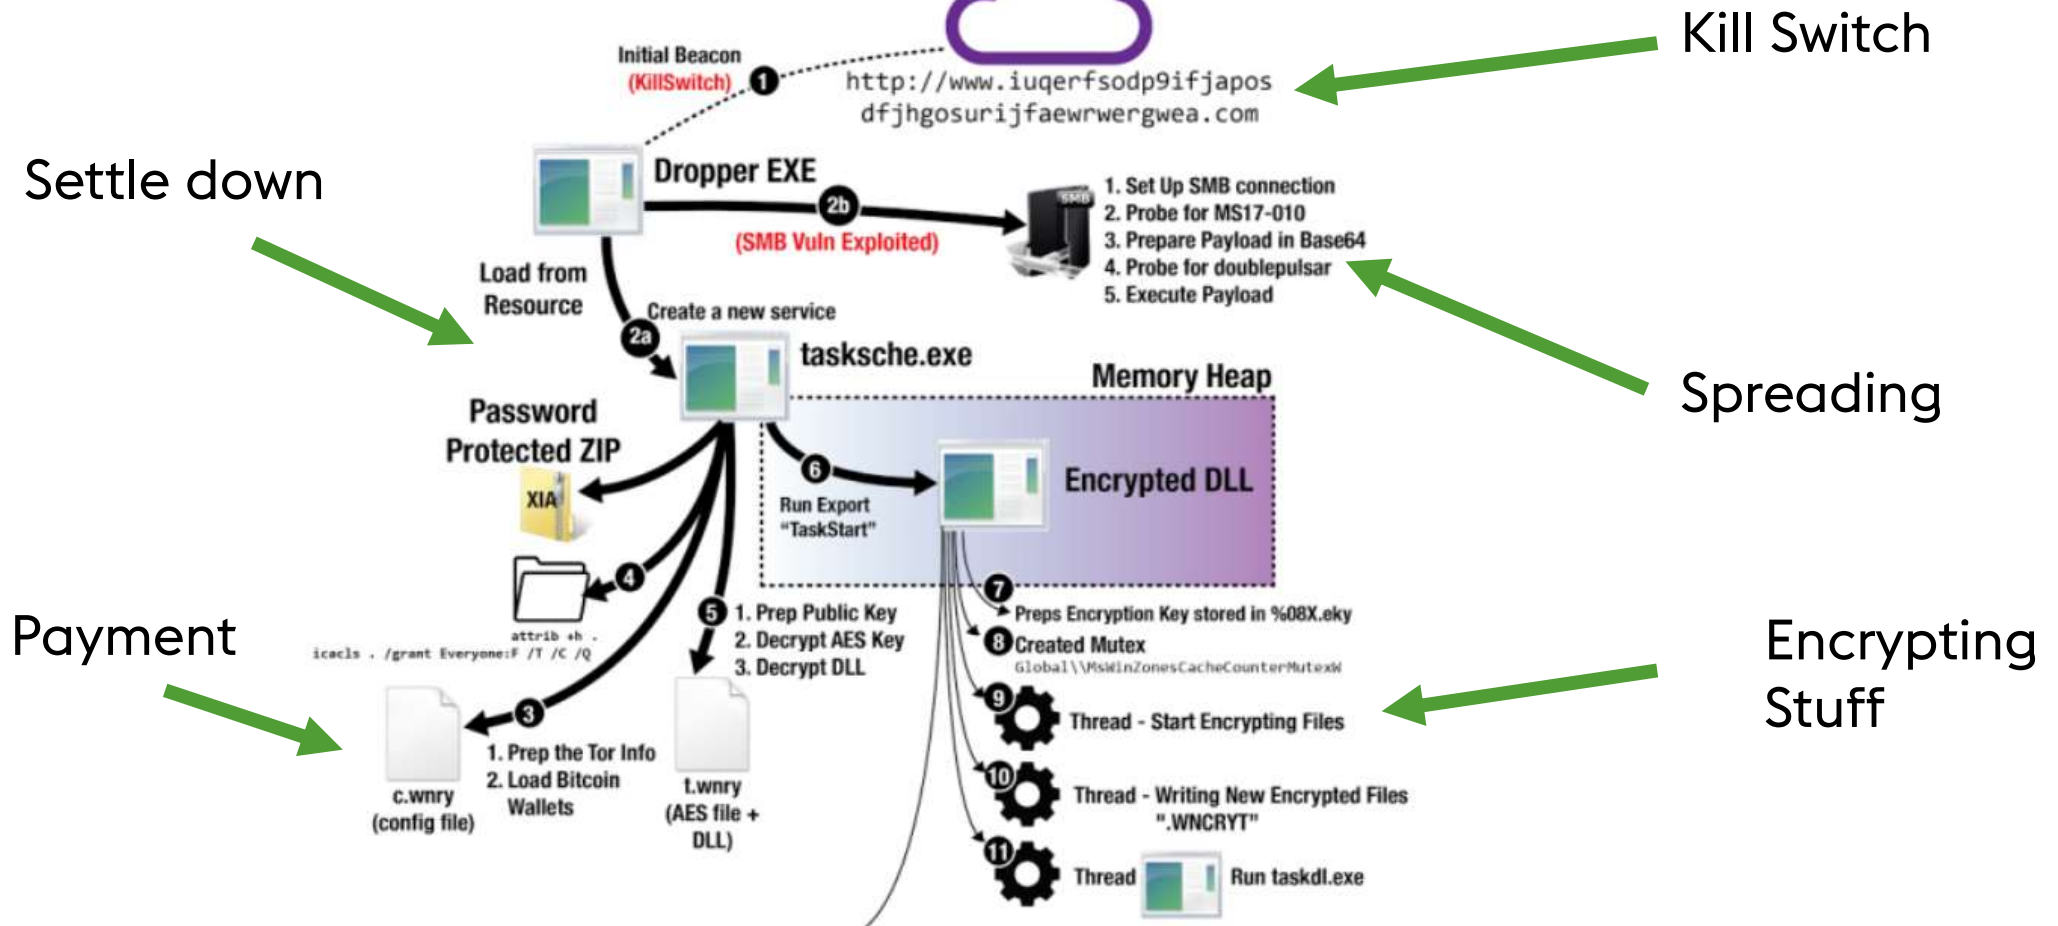 Kill Switch
Initial Beacon
(KillSwitch)
1
http://www.iuqerfsodp9ifjapos
dfjhgosurijfaewrwergwea.com
Settle down
Dropper EXE
2b
(SMB Vuln Exploited)
SMB
1. Set Up SMB connection
2. Probe for MS17-010
3. Prepare Payload in Base64
4. Probe for doublepulsar
5. Execute Payload
Load from
Resource
Create a new service
2a
tasksche.exe
Spreading
Memory Heap
Password
Protected ZIP
XIA
6
Run Export
"TaskStart"
Encrypted DLL
4
attrib +h .
icacls . /grant Everyone:F /T /C /Q
5
1. Prep Public Key
2. Decrypt AES Key
3. Decrypt DLL
Payment
3
1. Prep the Tor Info
2. Load Bitcoin
Wallets
c.wnry
(config file)
t.wnry
(AES file +
DLL)
7
Preps Encryption Key stored in %08X.eky
8
Created Mutex
Global\\MsWinZonesCacheCounterMutexW
9
Thread - Start Encrypting Files
Encrypting
Stuff
10
Thread - Writing New Encrypted Files
".WNCRYT"
11
Thread
Run taskdl.exe